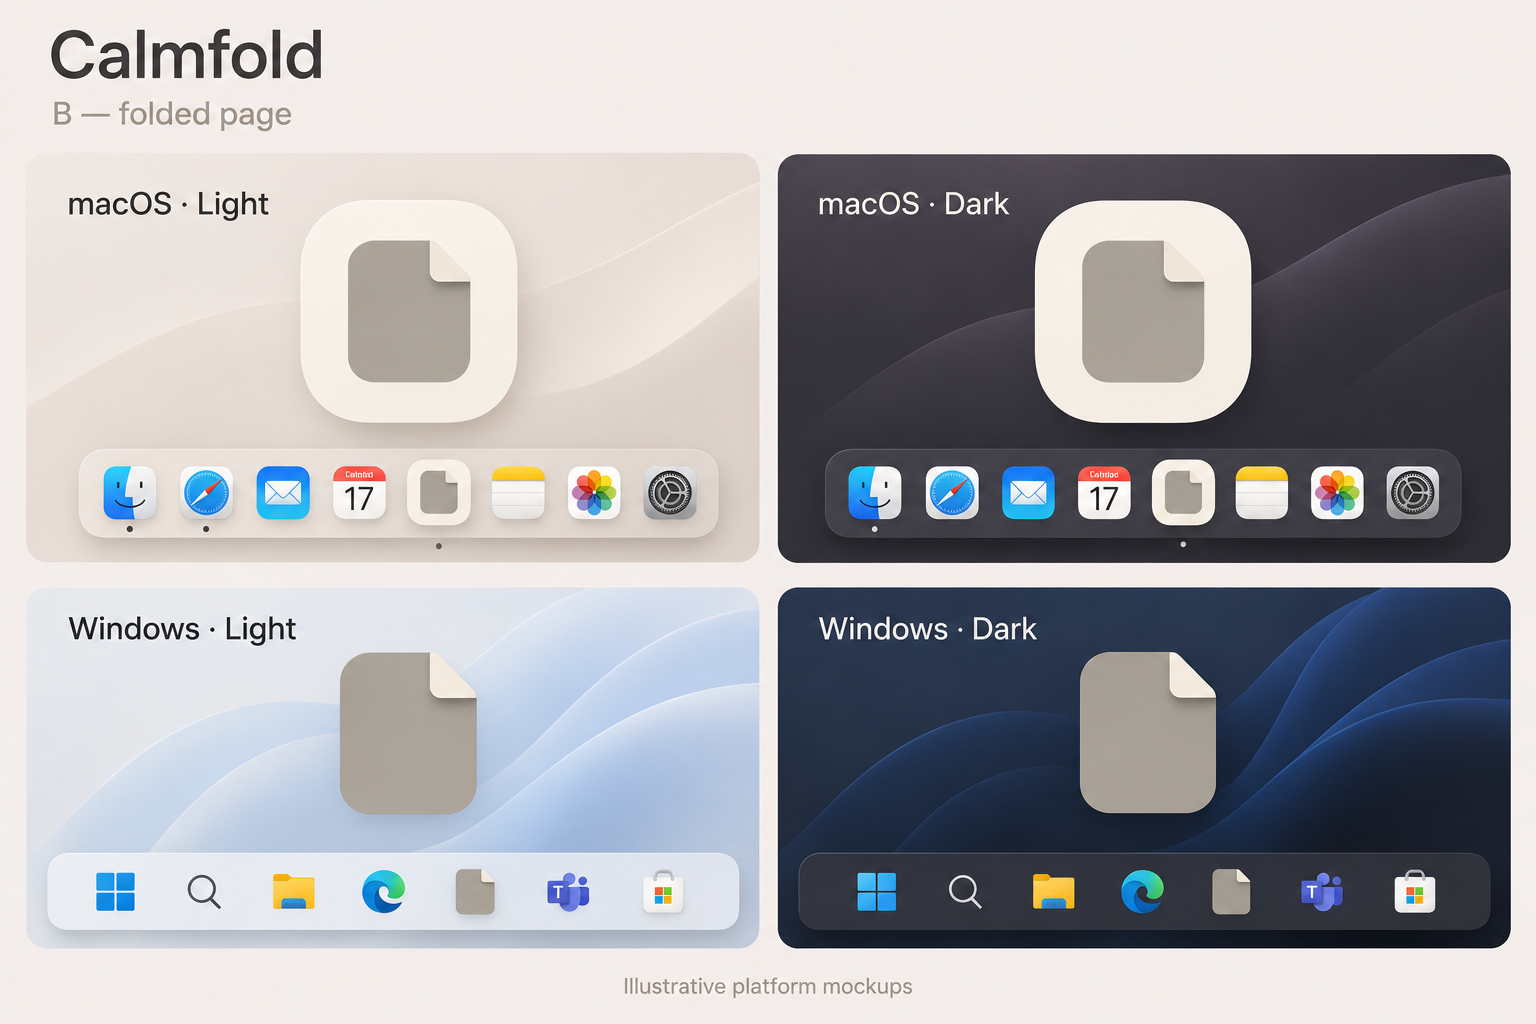 Calmfold
B — folded page
macOS · Light
macOS · Dark
17
17
Windows · Light
Windows · Dark
T
T
Illustrative platform mockups